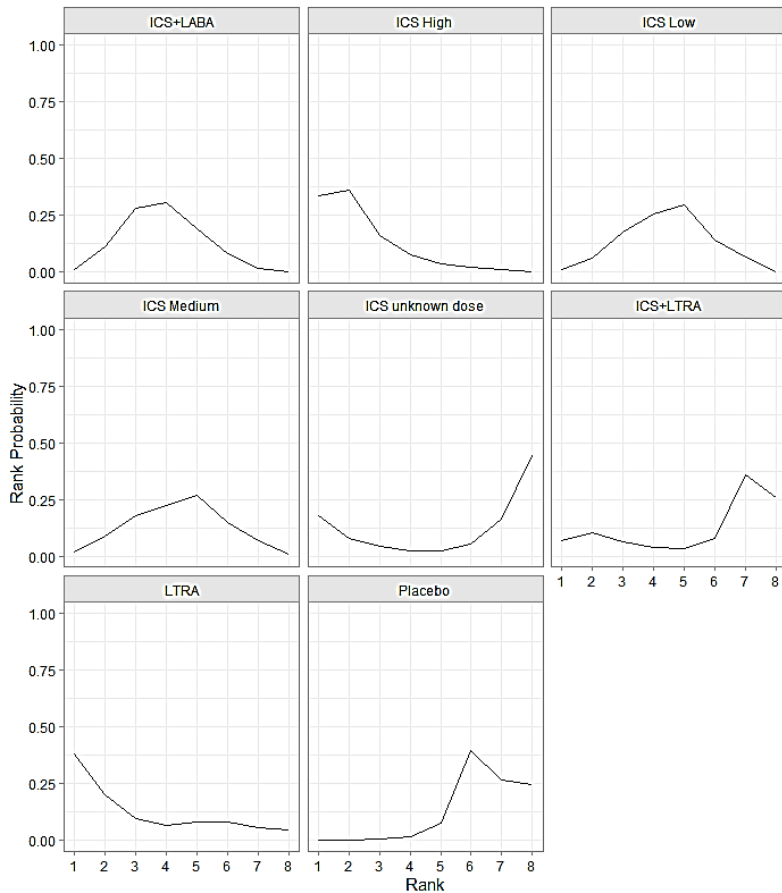 ICS+LABA ICS High ICS Low
1.00
0.75
0.50
0.25
0.00
ICS Medium ICS unknown dose ICS+LTRA
1.00
0.75
0.50
0.25
0.00
Rank Probability
1 2 3 4 5 6 7 8
LTRA Placebo
1.00
0.75
0.50
0.25
0.00
1 2 3 4 5 6 7 8 1 2 3 4 5 6 7 8
Rank